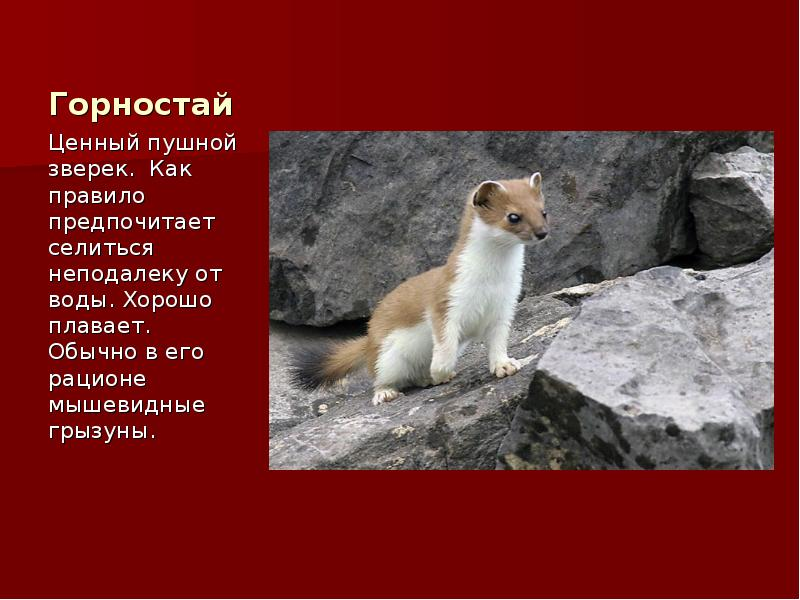 Горностай
Ценный пушной
зверек.  Как
правило
предпочитает
селиться
неподалеку от
воды. Хорошо
плавает.
Обычно в его
рационе
мышевидные
грызуны.